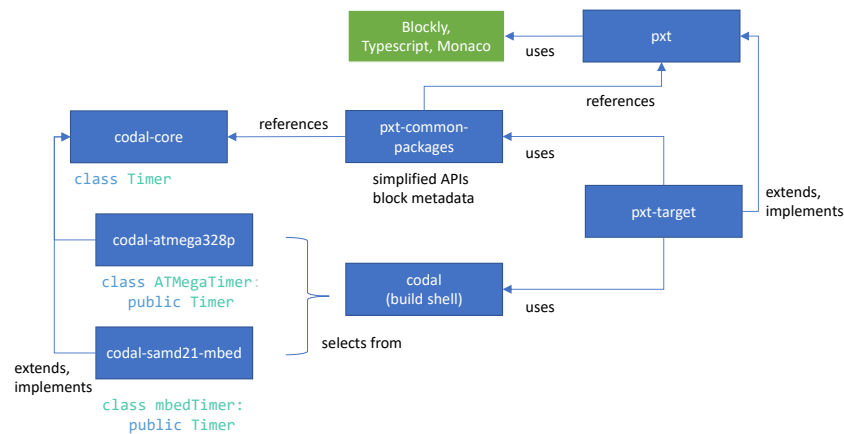 Blockly,
Typescript, Monaco
uses
pxt
references
codal-core
references
pxt-common-
packages
uses
class Timer
simplified APIs
block metadata
pxt-target
extends,
implements
codal-atmega328p
class ATMegaTimer:
public Timer
codal
(build shell)
uses
codal-samd21-mbed
selects from
extends,
implements
class mbedTimer:
public Timer